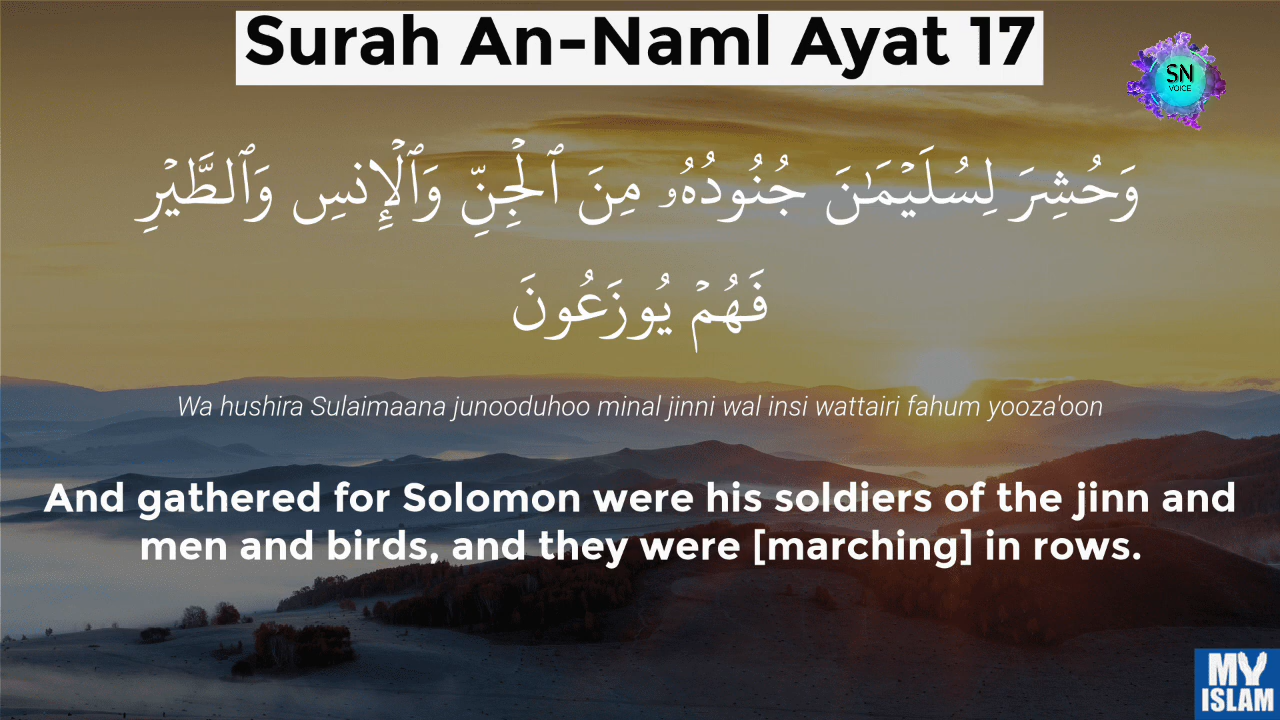 Surah An-Naml Ayat 17
SN
VOICE
وَحُشِرَ لِسُلَيْمَـٰنَ جُنُودُهُۥ مِنَ ٱلْجِنِّ وَٱلْإِنسِ وَٱلطَّيْرِ
فَهُمْ يُوزَعُونَ
Wa hushira Sulaimaana junooduhoo minal jinni wal insi wattairi fahum yooza'oon
And gathered for Solomon were his soldiers of the jinn and
men and birds, and they were [marching] in rows.
MY
ISLAM